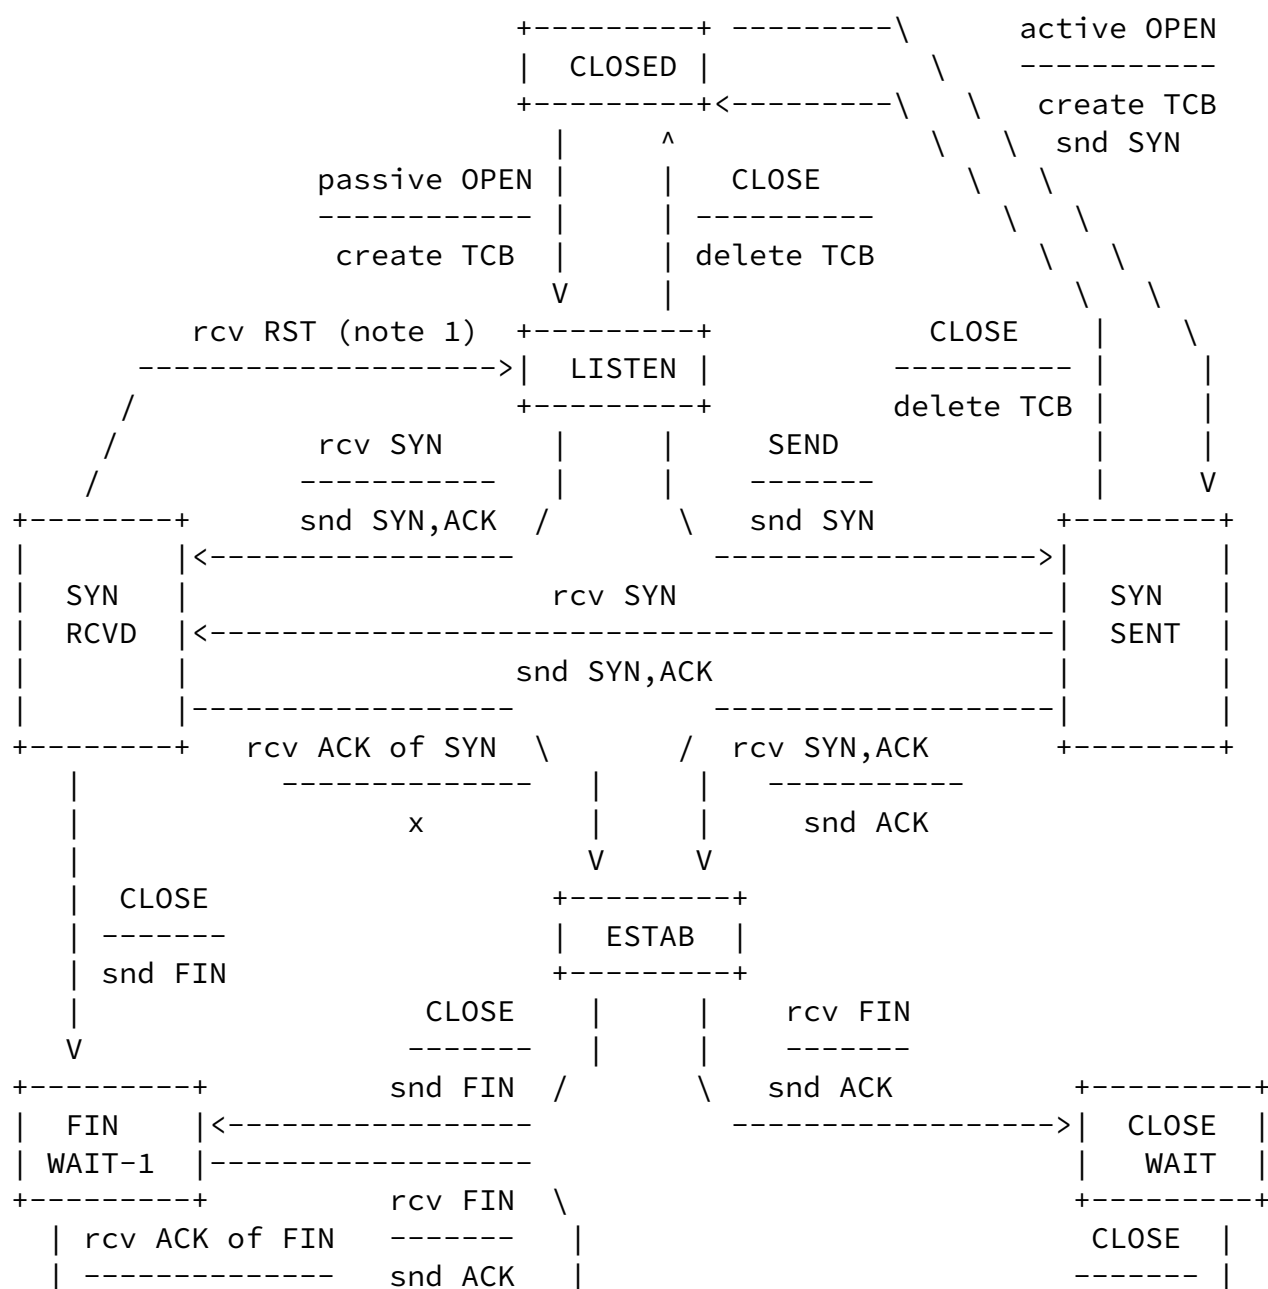 +---------+ ---------\      active OPEN
|  CLOSED |            \    -----------
+---------+<---------\   \   create TCB
  |     ^              \   \  snd SYN
passive OPEN |     |   CLOSE        \   \
------------ |     | ----------       \   \
create TCB  |     | delete TCB         \   \
V     |                      \   \
rcv RST (note 1)  +---------+            CLOSE    |    \
-------------------->|  LISTEN |          ---------- |     |
/                     +---------+          delete TCB |     |
/           rcv SYN      |     |     SEND              |     |
/           -----------   |     |    -------            |     V
+--------+      snd SYN,ACK  /       \   snd SYN          +--------+
|        |<-----------------           ------------------>|        |
|  SYN   |                    rcv SYN                     |  SYN   |
|  RCVD  |<-----------------------------------------------|  SENT  |
|        |                  snd SYN,ACK                   |        |
|        |------------------           -------------------|        |
+--------+   rcv ACK of SYN  \       /  rcv SYN,ACK       +--------+
|           --------------   |     |   -----------
|                  x         |     |     snd ACK
|                            V     V
|  CLOSE                   +---------+
| -------                  |  ESTAB  |
| snd FIN                  +---------+
|                   CLOSE    |     |    rcv FIN
V                  -------   |     |    -------
+---------+          snd FIN  /       \   snd ACK          +---------+
|  FIN    |<-----------------           ------------------>|  CLOSE  |
| WAIT-1  |------------------                              |   WAIT  |
+---------+          rcv FIN  \                            +---------+
| rcv ACK of FIN   -------   |                            CLOSE  |
| --------------   snd ACK   |                           ------- |